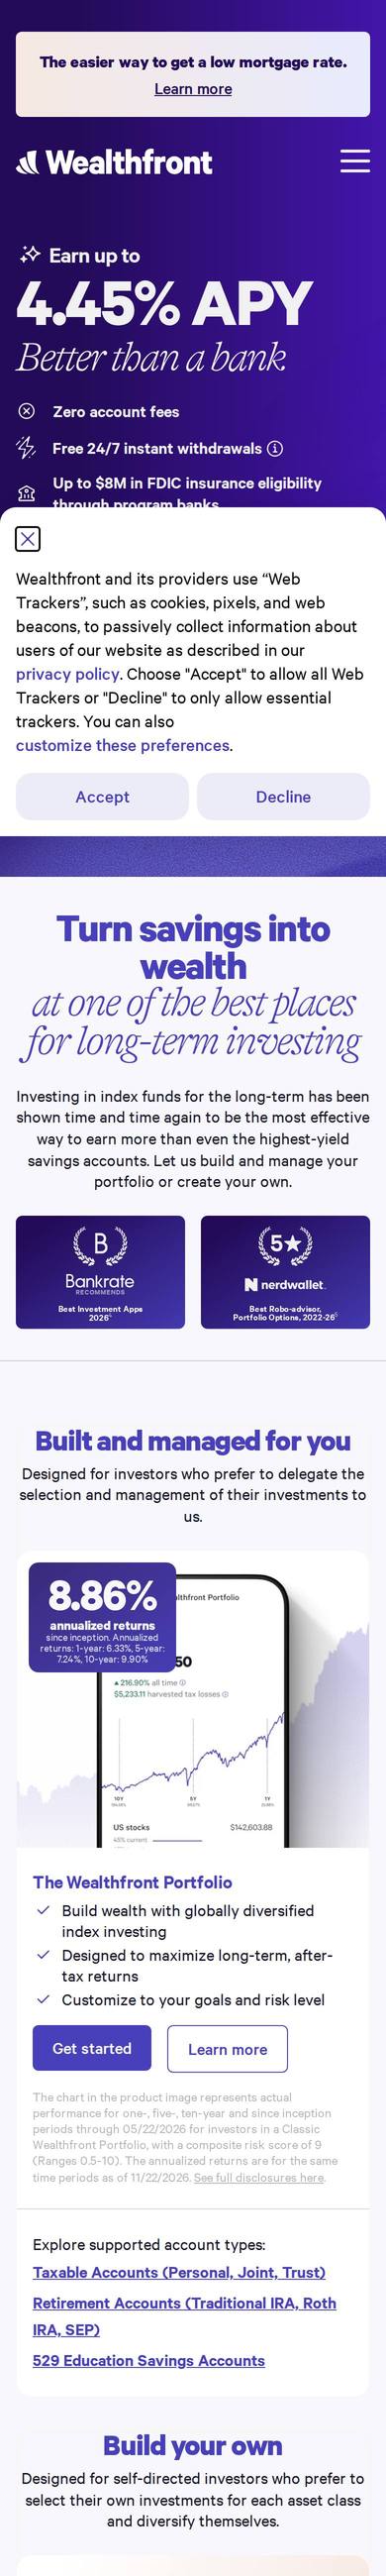 The easier way to get a low mortgage rate.
Learn more
Wealthfront
Earn up to
4.45% APY
Better than a bank
Zero account fees
Free 24/7 instant withdrawals
Up to $8M in FDIC insurance eligibility
through program banks
Wealthfront and its providers use “Web
Trackers”, such as cookies, pixels, and web
beacons, to passively collect information about
users of our website as described in our
privacy policy. Choose "Accept" to allow all Web
Trackers or "Decline" to only allow essential
trackers. You can also
customize these preferences.
Accept
Decline
Turn savings into
wealth
at one of the best places
for long-term investing
Investing in index funds for the long-term has been
shown time and time again to be the most effective
way to earn more than even the highest-yield
savings accounts. Let us build and manage your
portfolio or create your own.
B
Bankrate
RECOMMENDS
Best Investment Apps
2026
5★
N nerdwallet
Best Robo-advisor,
Portfolio Options, 2022-26
Built and managed for you
Designed for investors who prefer to delegate the
selection and management of their investments to
us.
8.86%
annualized returns
since inception. Annualized
returns: 1-year: 6.33%, 5-year:
7.24%, 10-year: 9.90%
althfront Portfolio
50
216.90% all time
$5,233.11 harvested tax losses
10Y
5Y
1Y
US stocks
$142,603.88
45% current
The Wealthfront Portfolio
Build wealth with globally diversified
index investing
Designed to maximize long-term, after-
tax returns
Customize to your goals and risk level
Get started
Learn more
The chart in the product image represents actual
performance for one-, five-, ten-year and since inception
periods through 05/22/2026 for investors in a Classic
Wealthfront Portfolio, with a composite risk score of 9
(Ranges 0.5-10). The annualized returns are for the same
time periods as of 11/22/2026. See full disclosures here.
Explore supported account types:
Taxable Accounts (Personal, Joint, Trust)
Retirement Accounts (Traditional IRA, Roth
IRA, SEP)
529 Education Savings Accounts
Build your own
Designed for self-directed investors who prefer to
select their own investments for each asset class
and diversify themselves.